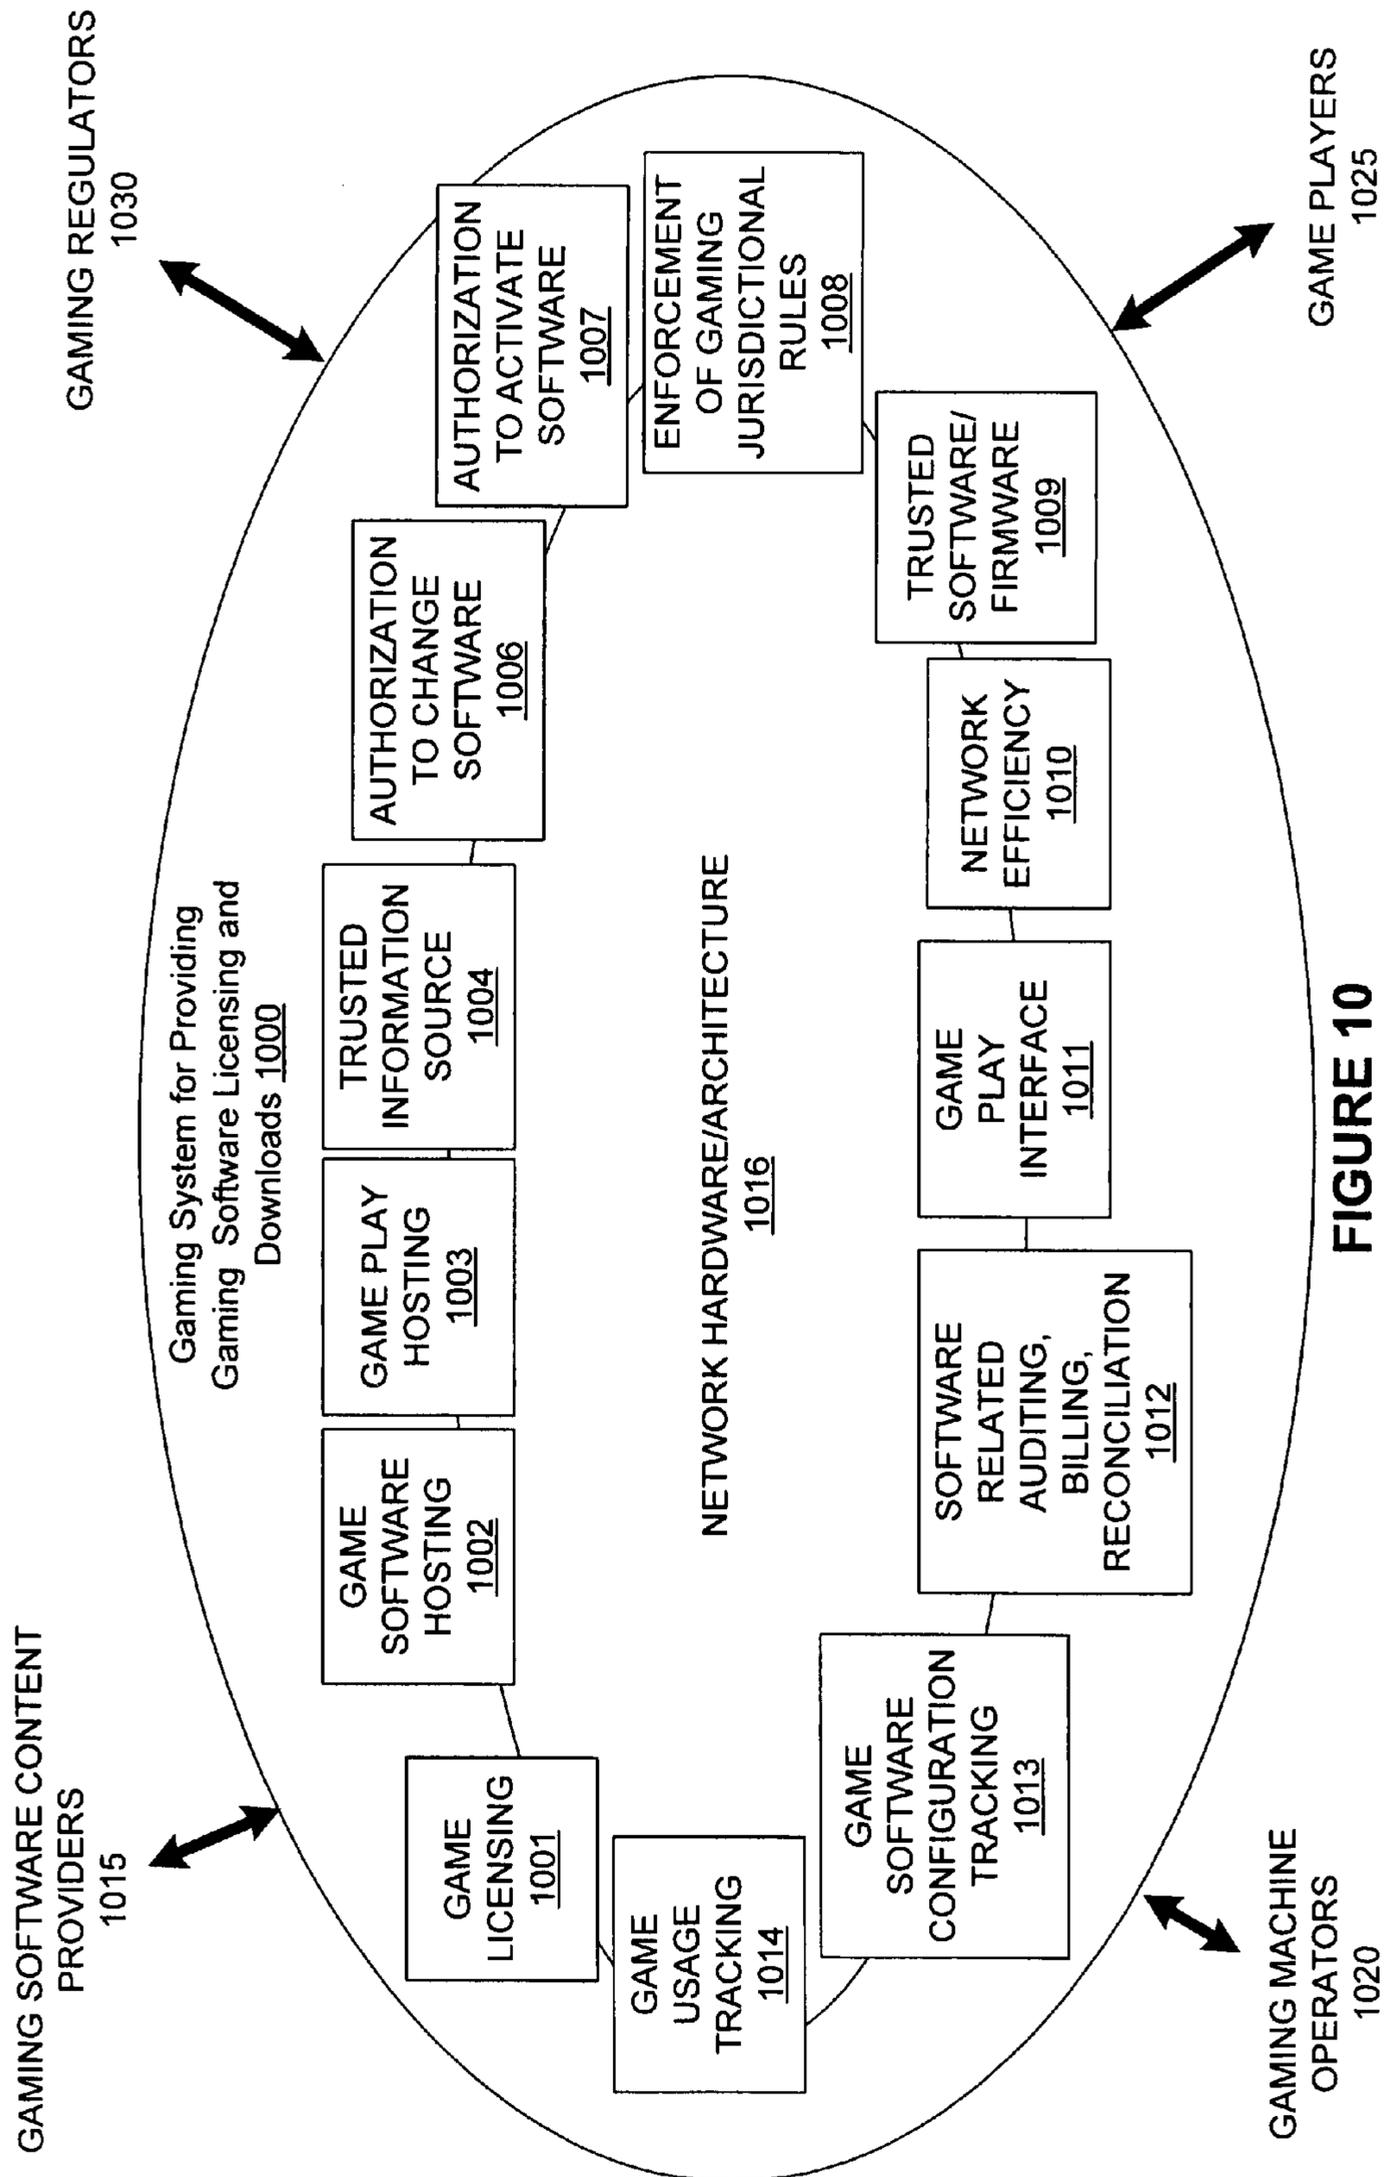 GAMING SOFTWARE CONTENT
PROVIDERS
1015
GAMING REGULATORS
1030
Gaming System for Providing
Gaming Software Licensing and
Downloads 1000
GAME
LICENSING
1001
GAME
SOFTWARE
HOSTING
1002
GAME PLAY
HOSTING
1003
TRUSTED
INFORMATION
SOURCE
1004
AUTHORIZATION
TO CHANGE
SOFTWARE
1006
AUTHORIZATION
TO ACTIVATE
SOFTWARE
1007
ENFORCEMENT
OF GAMING
JURISDICTIONAL
RULES
1008
TRUSTED
SOFTWARE/
FIRMWARE
1009
NETWORK
EFFICIENCY
1010
GAME
PLAY
INTERFACE
1011
SOFTWARE
RELATED
AUDITING,
BILLING,
RECONCILIATION
1012
GAME
SOFTWARE
CONFIGURATION
TRACKING
1013
GAME
USAGE
TRACKING
1014
NETWORK HARDWARE/ARCHITECTURE
1016
GAMING MACHINE
OPERATORS
1020
GAME PLAYERS
1025
FIGURE 10